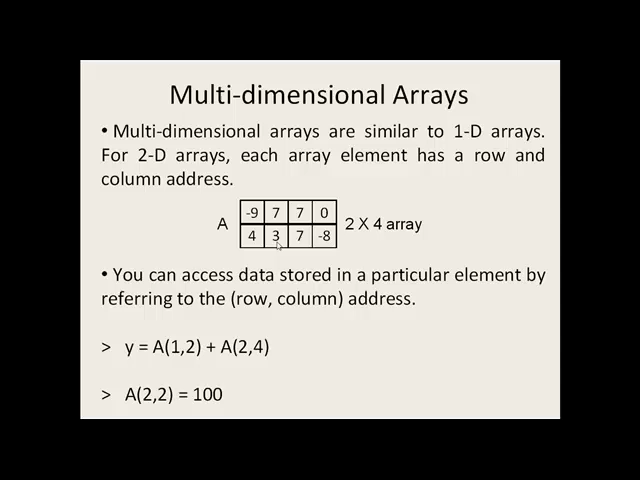 Multi-dimensional Arrays
• Multi-dimensional arrays are similar to 1-D arrays.
For 2-D arrays, each array element has a row and
column address.
A
-9 7 7 0
4 3 7 -8
2 X 4 array
• You can access data stored in a particular element by
referring to the (row, column) address.
> y = A(1,2) + A(2,4)
> A(2,2) = 100